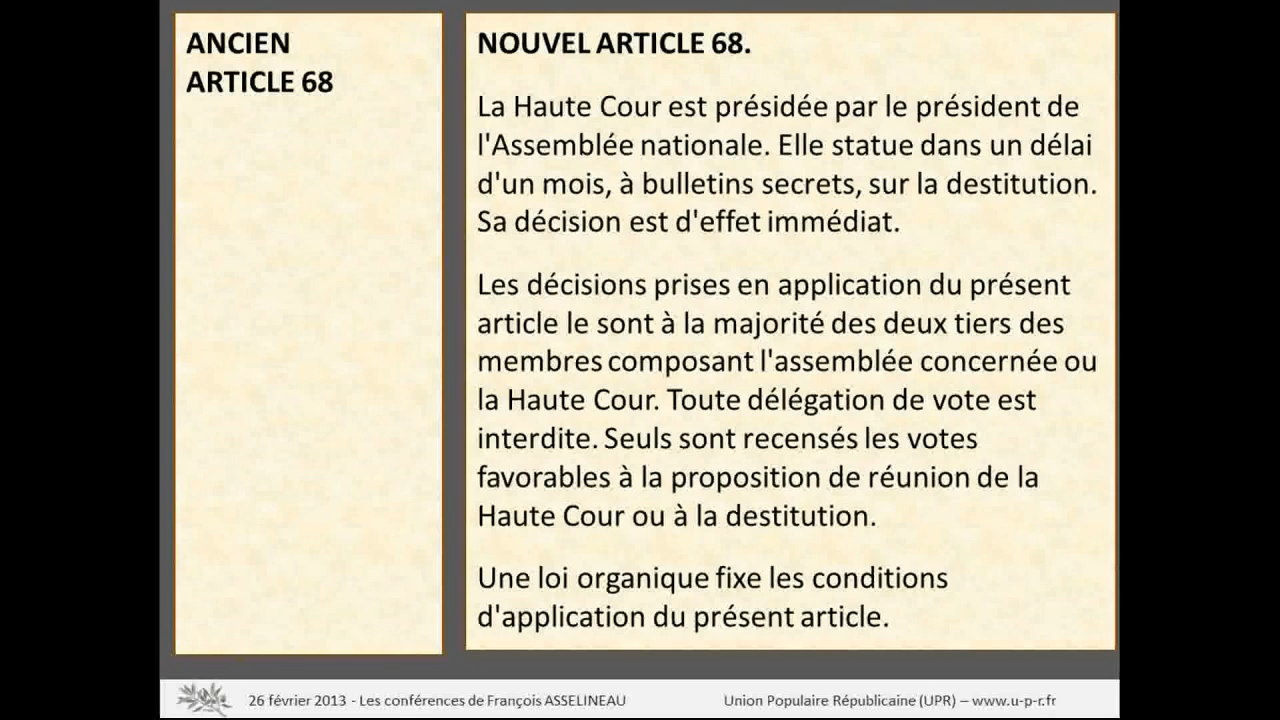 ANCIEN
ARTICLE 68
NOUVEL ARTICLE 68.
La Haute Cour est présidée par le président de
l'Assemblée nationale. Elle statue dans un délai
d'un mois, à bulletins secrets, sur la destitution.
Sa décision est d'effet immédiat.
Les décisions prises en application du présent
article le sont à la majorité des deux tiers des
membres composant l'assemblée concernée ou
la Haute Cour. Toute délégation de vote est
interdite. Seuls sont recensés les votes
favorables à la proposition de réunion de la
Haute Cour ou à la destitution.
Une loi organique fixe les conditions
d'application du présent article.
26 février 2013 - Les conférences de François ASSELINEAU
Union Populaire Républicaine (UPR) – www.u-p-r.fr